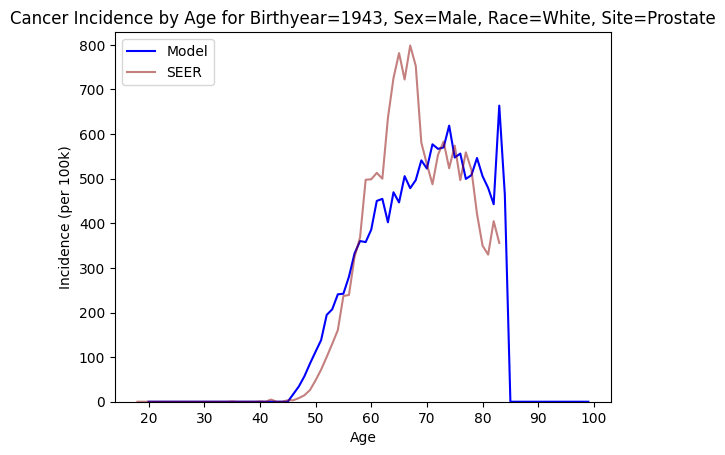 Cancer Incidence by Age for Birthyear=1943, Sex=Male, Race=White, Site=Prostate
Model
SEER
800
700
600
500
400
300
200
100
0
Incidence (per 100k)
20 30 40 50 60 70 80 90 100
Age